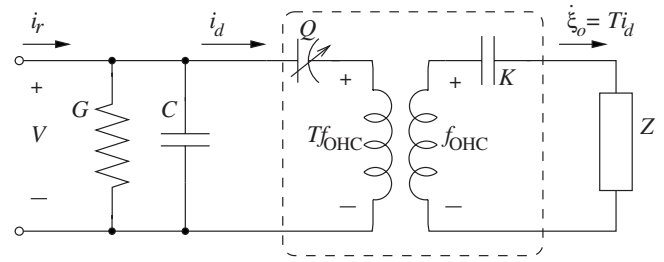 i_r
i_d
Q
ξ̇_o = Ti_d
+
V
—
G
C
+
Tf_OHC
—
+
f_OHC
—
K
Z